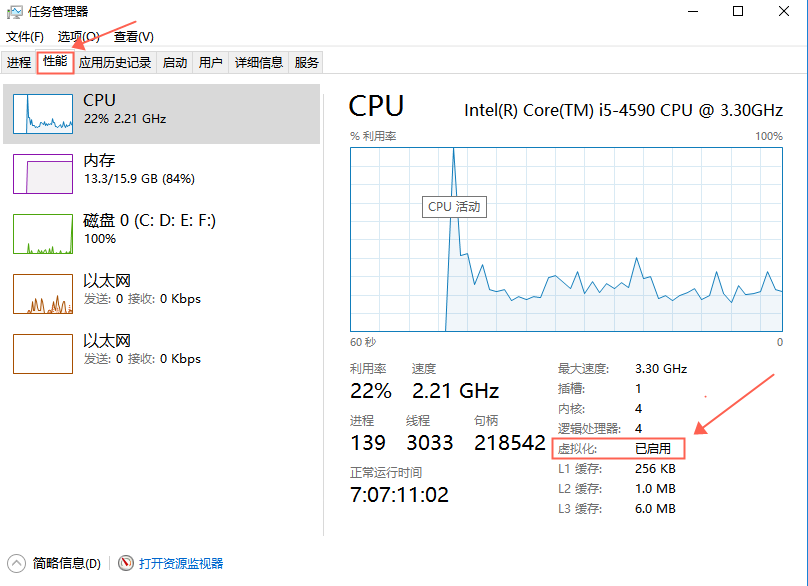 任务管理器
文件(F) 选项(O) 查看(V)
进程 性能 应用历史记录 启动 用户 详细信息 服务
CPU
22% 2.21 GHz
内存
13.3/15.9 GB (84%)
磁盘 0 (C: D: E: F:)
100%
以太网
发送: 0 接收: 0 Kbps
以太网
发送: 0 接收: 0 Kbps
CPU
Intel(R) Core(TM) i5-4590 CPU @ 3.30GHz
% 利用率 100%
CPU 活动
60 秒 0
利用率 速度
22% 2.21 GHz
进程 线程 句柄
139 3033 218542
正常运行时间
7:07:11:02
最大速度: 3.30 GHz
插槽: 1
内核: 4
逻辑处理器: 4
虚拟化: 已启用
L1 缓存: 256 KB
L2 缓存: 1.0 MB
L3 缓存: 6.0 MB
简略信息(D) 打开资源监视器